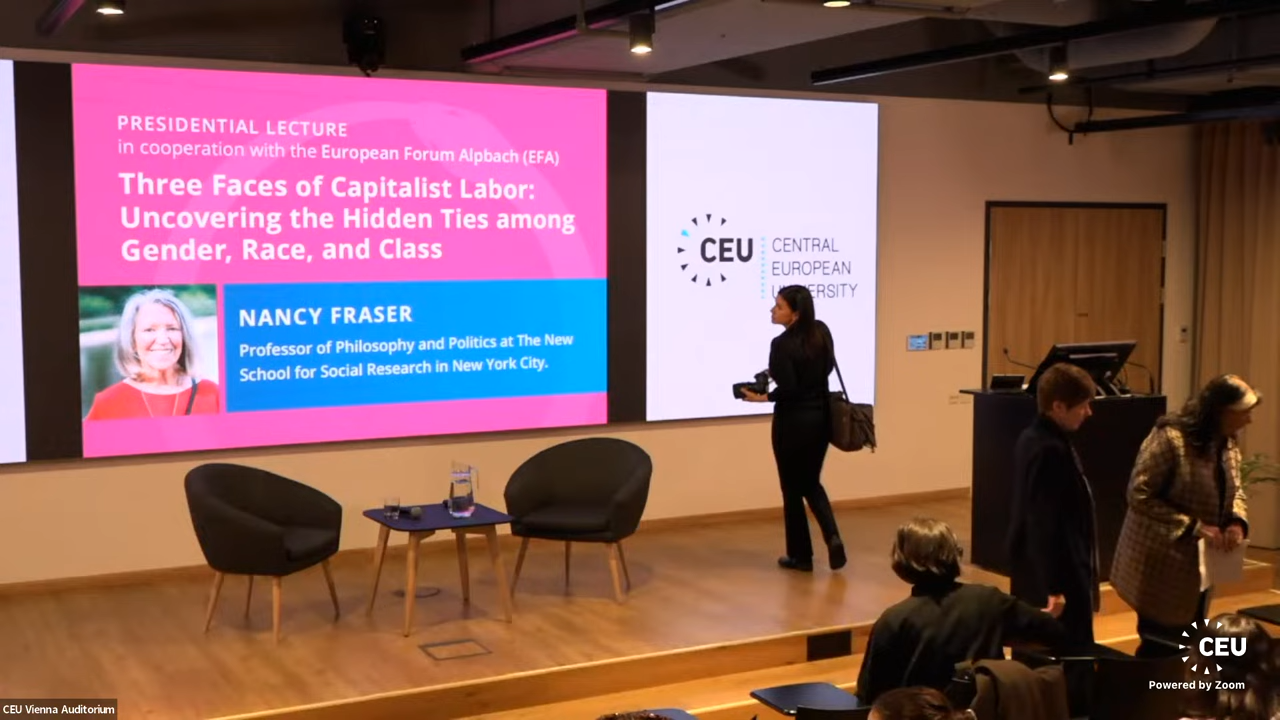 PRESIDENTIAL LECTURE
in cooperation with the European Forum Alpbach (EFA)
Three Faces of Capitalist Labor:
Uncovering the Hidden Ties among
Gender, Race, and Class
NANCY FRASER
Professor of Philosophy and Politics at The New
School for Social Research in New York City.
CEU
CENTRAL
EUROPEAN
UNIVERSITY
CEU
Powered by Zoom
CEU Vienna Auditorium